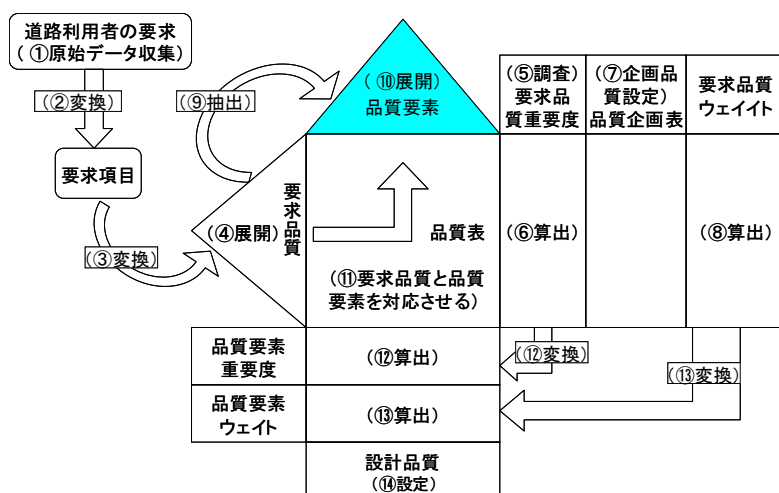 道路利用者の要求
(①原始データ収集)
(②変換)
(⑨抽出)
要求項目
(③変換)
(⑩展開)
品質要素
(⑤調査)
要求品
質重要度
(⑦企画品
質設定)
品質企画表
要求品質
ウェイイト
(④展開)
要求品質
品質表
(⑪要求品質と品質
要素を対応させる)
(⑥算出)
(⑧算出)
品質要素
重要度
(⑫算出)
(⑫変換)
(⑬変換)
品質要素
ウェイト
(⑬算出)
設計品質
(⑭設定)